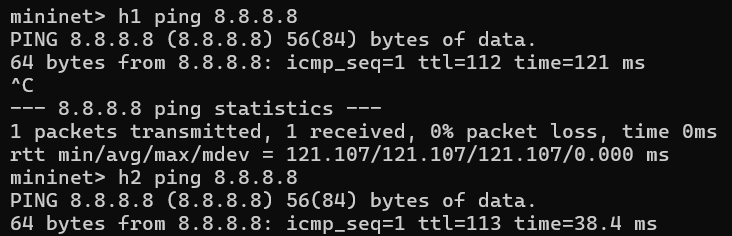 mininet> h1 ping 8.8.8.8
PING 8.8.8.8 (8.8.8.8) 56(84) bytes of data.
64 bytes from 8.8.8.8: icmp_seq=1 ttl=112 time=121 ms
^C
--- 8.8.8.8 ping statistics ---
1 packets transmitted, 1 received, 0% packet loss, time 0ms
rtt min/avg/max/mdev = 121.107/121.107/121.107/0.000 ms
mininet> h2 ping 8.8.8.8
PING 8.8.8.8 (8.8.8.8) 56(84) bytes of data.
64 bytes from 8.8.8.8: icmp_seq=1 ttl=113 time=38.4 ms